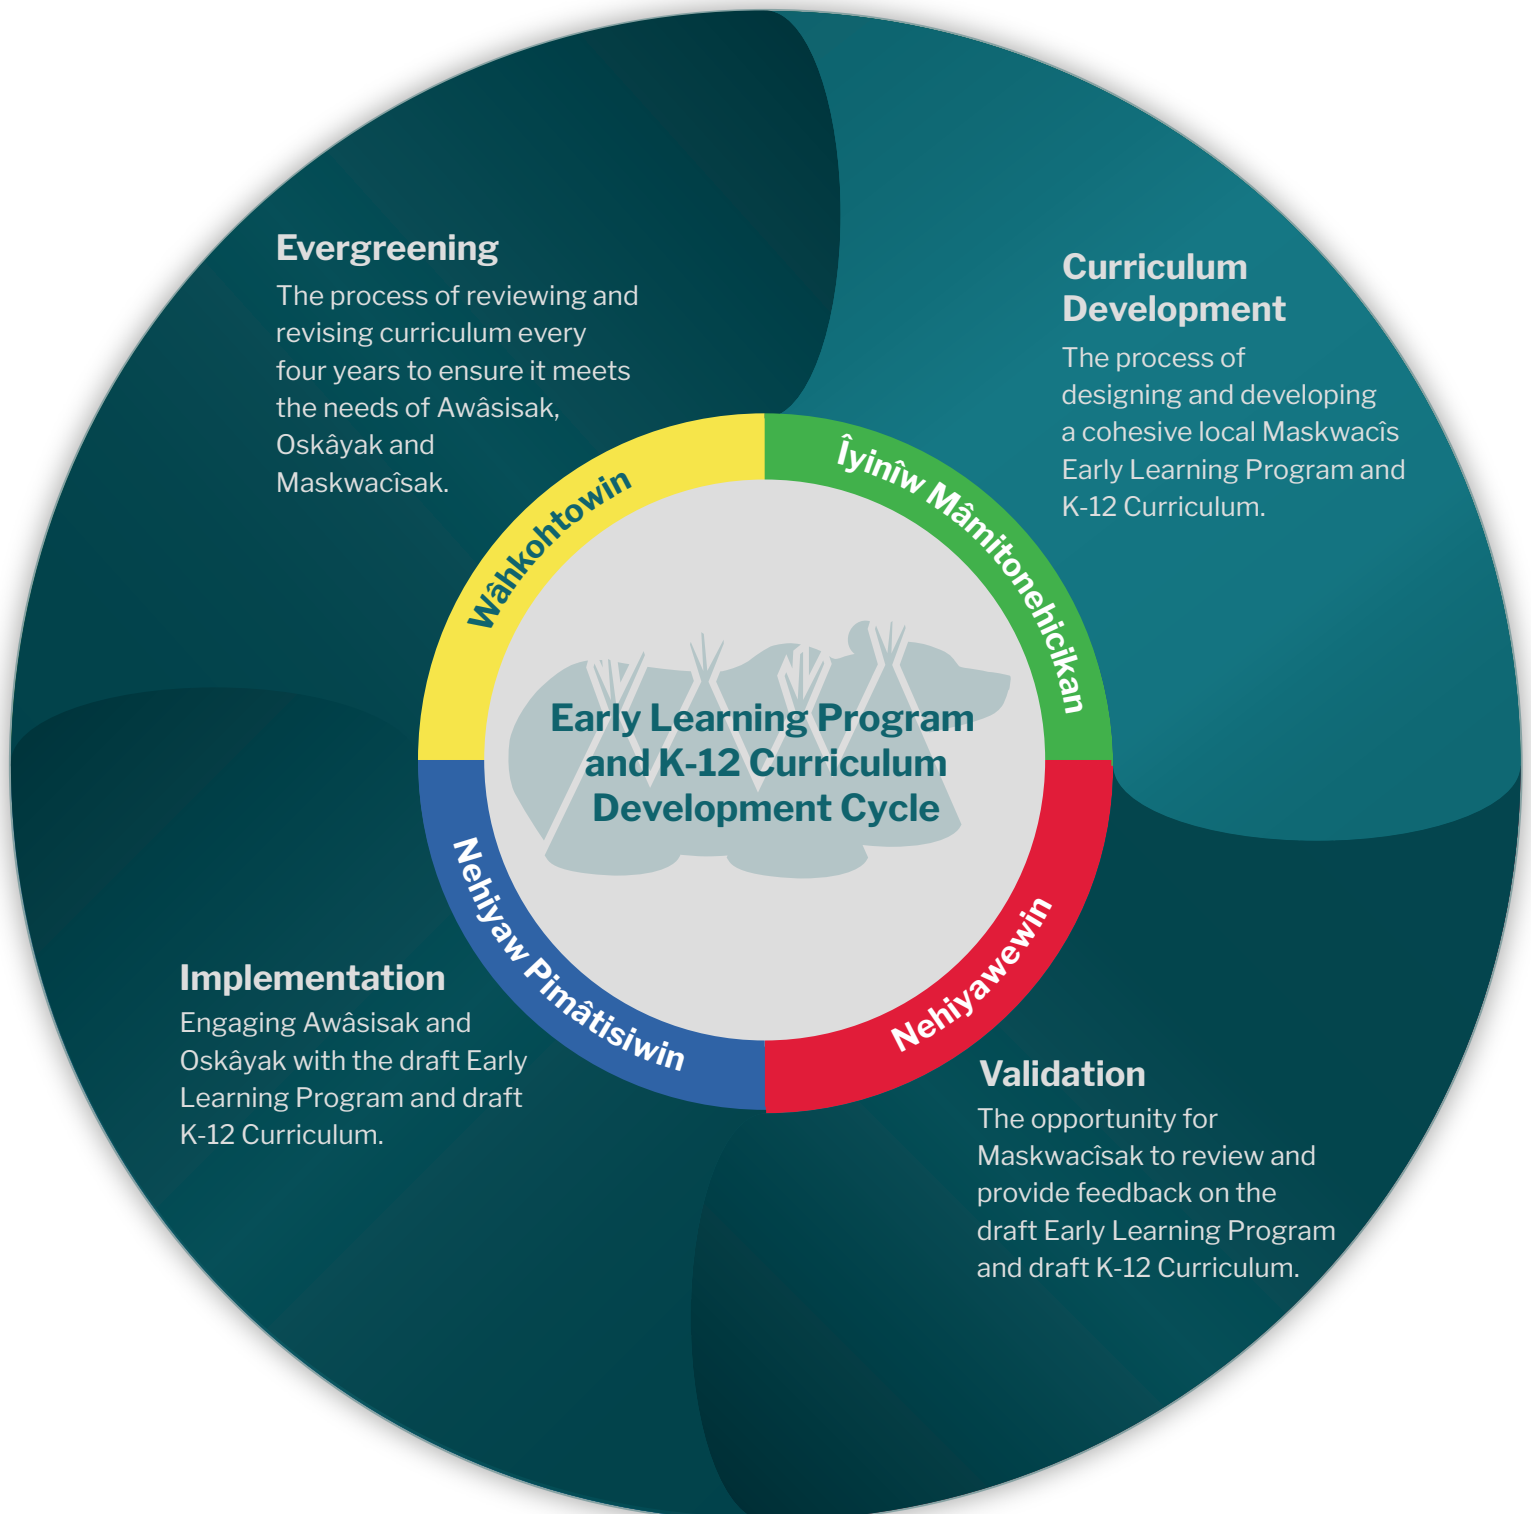 Evergreening
The process of reviewing and
revising curriculum every
four years to ensure it meets
the needs of Awâsisak,
Oskâyak and
Maskwacîsak.
Curriculum
Development
The process of
designing and developing
a cohesive local Maskwacîs
Early Learning Program and
K-12 Curriculum.
Wâhkohtowin
Îyinîw Mâmitonehicikan
Early Learning Program
and K-12 Curriculum
Development Cycle
Nehiyaw Pimâtisiwin
Nehiyawewin
Implementation
Engaging Awâsisak and
Oskâyak with the draft Early
Learning Program and draft
K-12 Curriculum.
Validation
The opportunity for
Maskwacîsak to review and
provide feedback on the
draft Early Learning Program
and draft K-12 Curriculum.